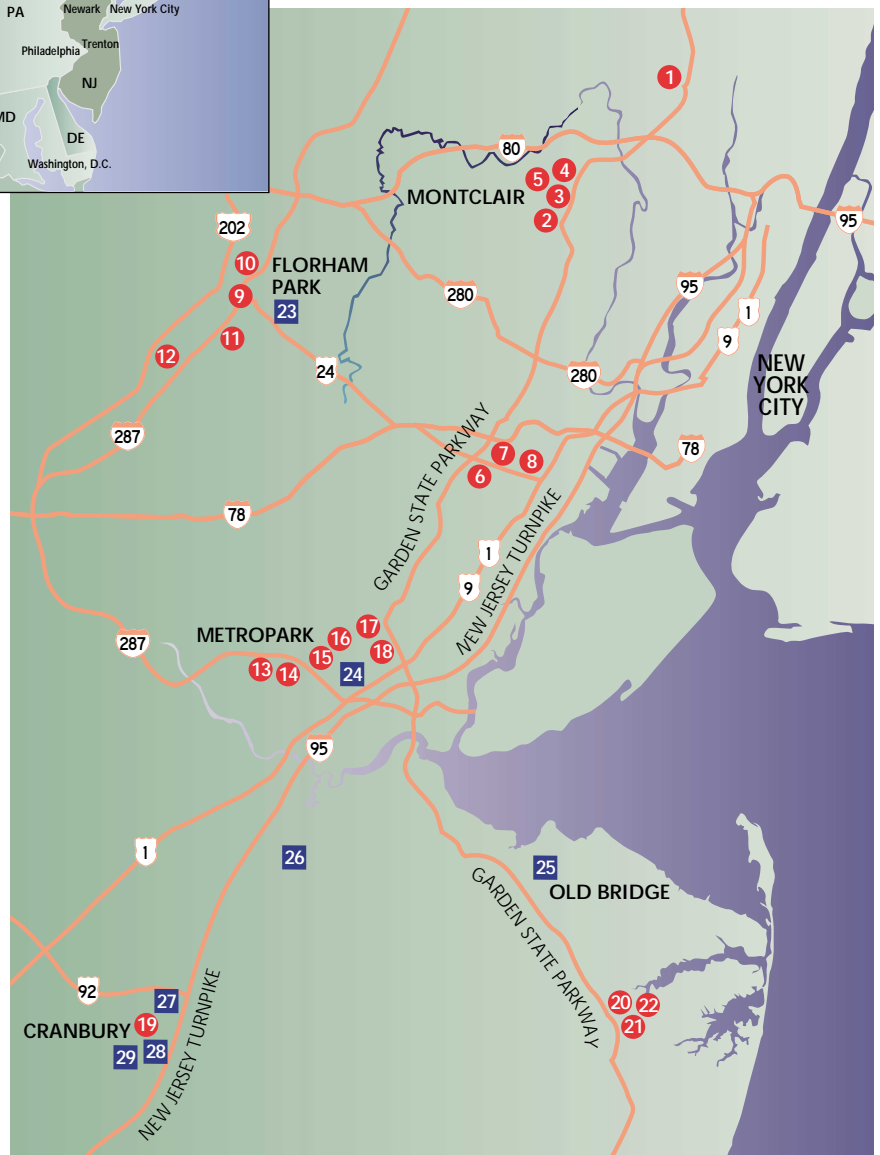 PA
Newark New York City
Philadelphia
Trenton
NJ
MD
DE
Washington, D.C.
1
80
4
5
MONTCLAIR
3
2
202
95
10
FLORHAM
PARK
9
23
280
95
1
11
12
9
24
280
NEW
YORK
CITY
287
GARDEN STATE PARKWAY
7
8
6
78
78
NEW JERSEY TURNPIKE
1
9
METROPARK
17
16
18
15
287
13
14
24
95
1
26
25
OLD BRIDGE
GARDEN STATE PARKWAY
92
27
20
22
21
CRANBURY
19
29
28
NEW JERSEY TURNPIKE